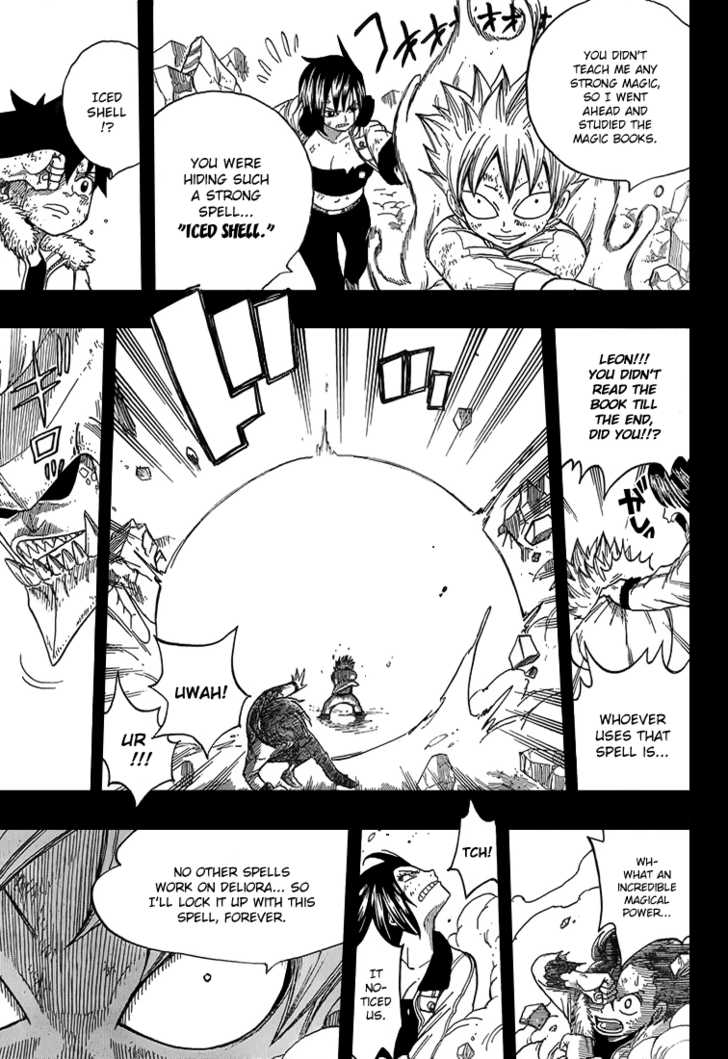 YOU DIDN'T
TEACH ME ANY
STRONG MAGIC,
SO I WENT
AHEAD AND
STUDIED THE
MAGIC BOOKS.
YOU WERE
HIDING SUCH
A STRONG
SPELL...
"ICED SHELL."
ICED
SHELL
!?
LEON!!!
YOU DIDN'T
READ THE
BOOK TILL
THE END,
DID YOU!!?
WHOEVER
USES THAT
SPELL IS...
UWAH!
UR
!!!
WH-
WHAT AN
INCREDIBLE
MAGICAL
POWER...
TCH!
IT
NO-
TICED
US.
NO OTHER SPELLS
WORK ON DELIORA... SO
I'LL LOCK IT UP WITH THIS
SPELL, FOREVER.